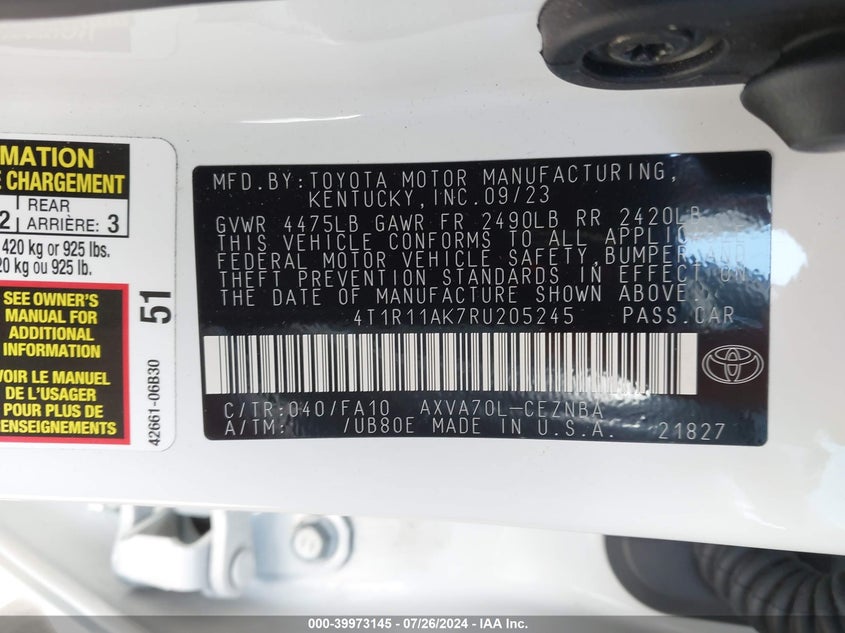 MATION
E CHARGEMENT
2 REAR ARRIÈRE: 3
420 kg or 925 lbs.
20 kg ou 925 lb.
SEE OWNER'S
MANUAL FOR
ADDITIONAL
INFORMATION
VOIR LE MANUEL
DE L'USAGER
POUR PLUS DE
RENSEIGNEMENTS
51
42661-06B30
MFD.BY:TOYOTA MOTOR MANUFACTURING,
KENTUCKY, INC.09/23
GVWR 4475LB GAWR FR 2490LB RR 2420LB
THIS VEHICLE CONFORMS TO ALL
FEDERAL MOTOR VEHICLE SAFETY, BUMPER, AND
THEFT PREVENTION STANDARDS IN EFFECT ON
THE DATE OF MANUFACTURE SHOWN ABOVE.
4T1R11AK7RU205245 PASS.CAR
C/TR:040/FA10 AXVA70L-CEZNBA
A/TM: /UB80E MADE IN U.S.A. 21827
000-39973145 - 07/26/2024 - IAA Inc.